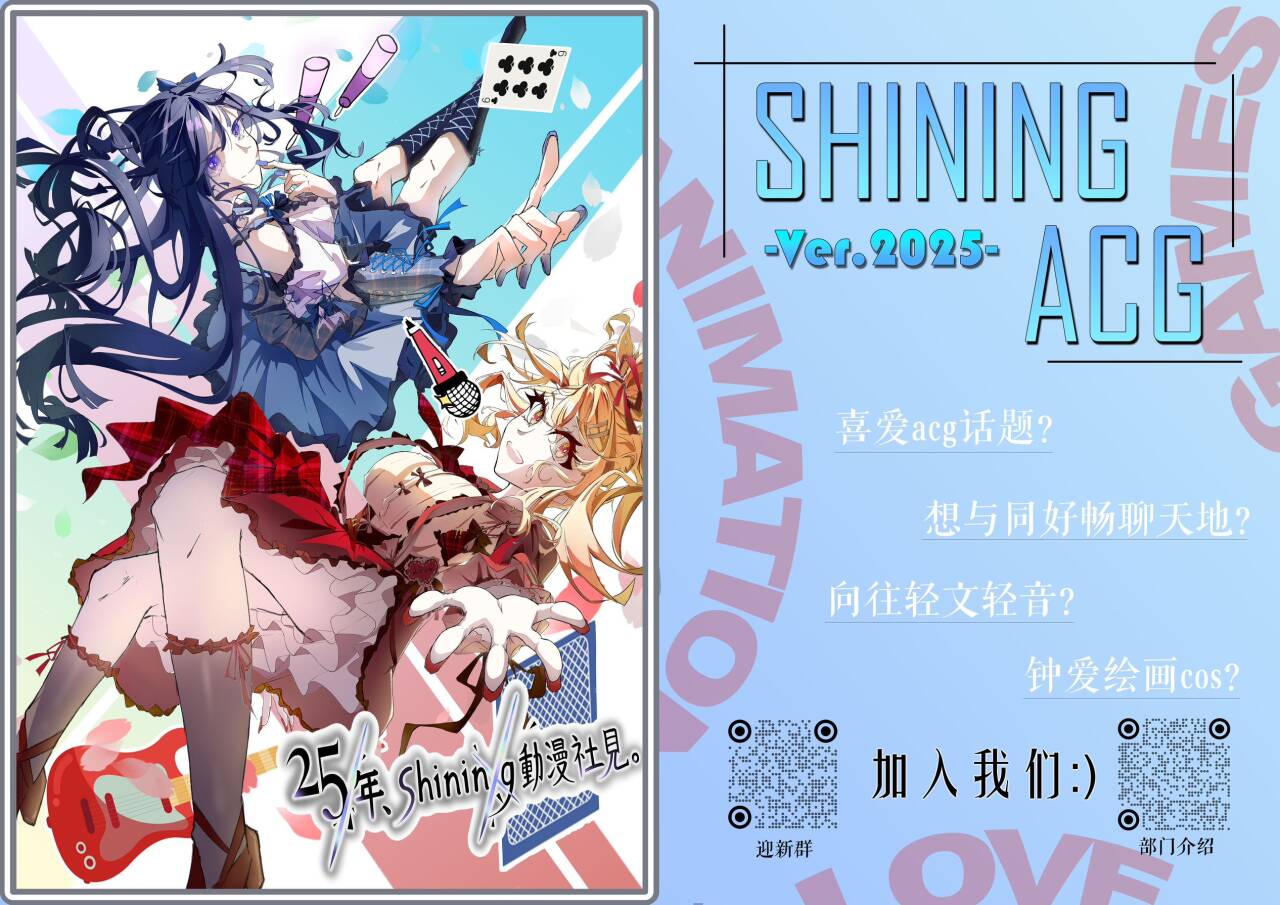 6
9
25年、Shining動漫社見。
SHINING
-Ver.2025-
ACG
ANIMATION
GAMES
LOVE
喜爱acg话题?
想与同好畅聊天地?
向往轻文轻音?
钟爱绘画cos?
加入我们:)
迎新群
部门介绍